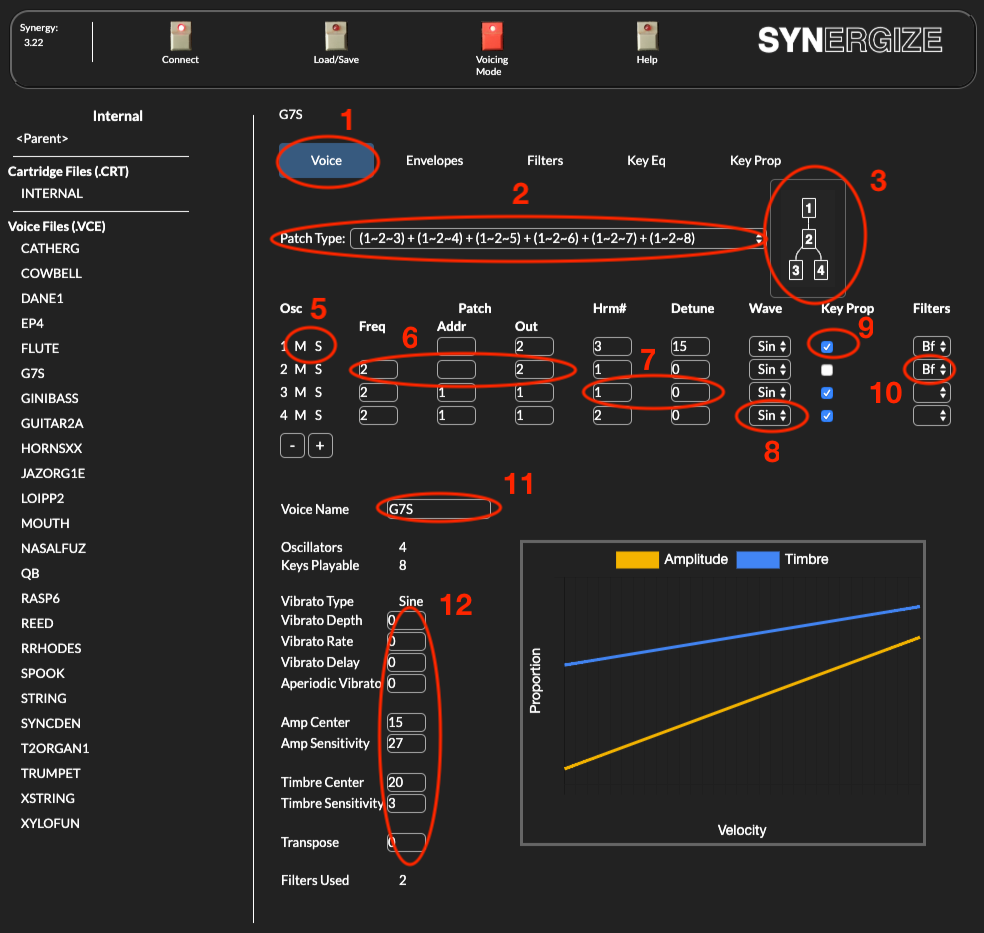 Synergy:
3.22
Connect
Load/Save
Voicing
Mode
Help
SYNERGIZE
Internal
<Parent>
Cartridge Files (.CRT)
INTERNAL
Voice Files (.VCE)
CATHERG
COWBELL
DANE1
EP4
FLUTE
G7S
GINIBASS
GUITAR2A
HORNSXX
JAZORG1E
LOIPP2
MOUTH
NASALFUZ
QB
RASP6
REED
RRHODES
SPOOK
STRING
SYNCDEN
T2ORGAN1
TRUMPET
XSTRING
XYLOFUN
G7S
1
Voice Envelopes Filters Key Eq Key Prop
2
3
Patch Type: (1~2~3) + (1~2~4) + (1~2~5) + (1~2~6) + (1~2~7) + (1~2~8)
1
2
3 4
Osc Patch Hrm# Detune Wave Key Prop Filters
5
Freq Addr Out
6 7 9
1 M S 2 3 15 Sin Bf
2 M S 2 2 1 0 Sin Bf
3 M S 2 1 1 1 0 Sin
10
4 M S 2 1 1 2 0 Sin
8
- +
11
Voice Name G7S
Oscillators 4
Keys Playable 8
Vibrato Type Sine
12
Vibrato Depth 0
Vibrato Rate 0
Vibrato Delay 0
Aperiodic Vibrato 0
Amp Center 15
Amp Sensitivity 27
Timbre Center 20
Timbre Sensitivity 3
Transpose 0
Filters Used 2
Amplitude Timbre
Proportion
Velocity